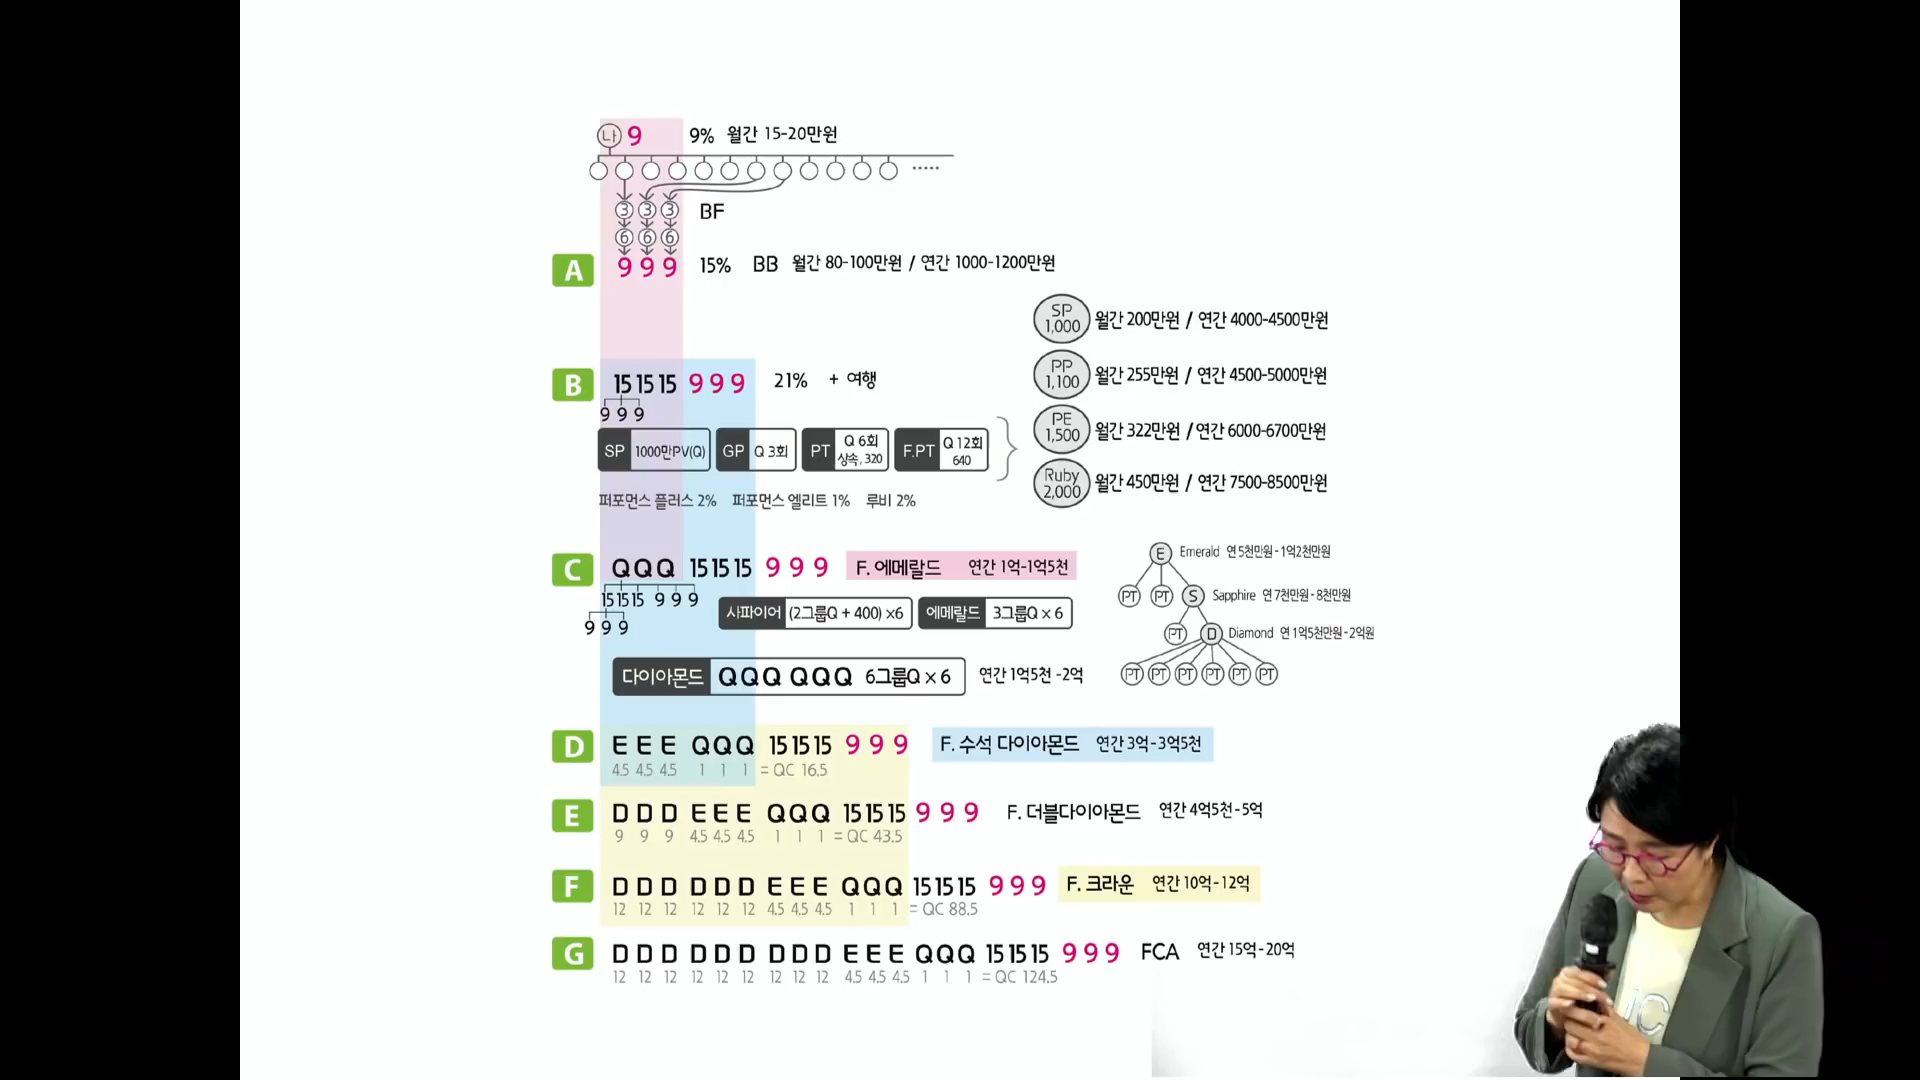 나 9 9% 월간 15-20만원
.....
3 3 3 BF
6 6 6
A 9 9 9 15% BB 월간 80-100만원 / 연간 1000-1200만원
SP 1,000 월간 200만원 / 연간 4000-4500만원
PP 1,100 월간 255만원 / 연간 4500-5000만원
PE 1,500 월간 322만원 / 연간 6000-6700만원
Ruby 2,000 월간 450만원 / 연간 7500-8500만원
B 15 15 15 9 9 9 21% + 여행
9 9 9
SP 1000만PV(Q) GP Q 3회 PT Q 6회 상속, 320 F.PT Q 12회 640
퍼포먼스 플러스 2% 퍼포먼스 엘리트 1% 루비 2%
C Q Q Q 15 15 15 9 9 9 F. 에메랄드 연간 1억-1억5천
15 15 15 9 9 9
9 9 9
사파이어 (2그룹Q + 400) ×6 에메랄드 3그룹Q × 6
다이아몬드 Q Q Q Q Q Q 6그룹Q × 6 연간 1억5천 -2억
E Emerald 연 5천만원 - 1억2천만원
PT PT S Sapphire 연 7천만원 - 8천만원
PT D Diamond 연 1억5천만원 - 2억원
PT PT PT PT PT PT
D E E E Q Q Q 15 15 15 9 9 9 F. 수석 다이아몬드 연간 3억-3억5천
4.5 4.5 4.5 1 1 1 = QC 16.5
E D D D E E E Q Q Q 15 15 15 9 9 9 F. 더블다이아몬드 연간 4억5천-5억
9 9 9 4.5 4.5 4.5 1 1 1 = QC 43.5
F D D D D D D E E E Q Q Q 15 15 15 9 9 9 F. 크라운 연간 10억-12억
12 12 12 12 12 12 4.5 4.5 4.5 1 1 1 = QC 88.5
G D D D D D D D D D E E E Q Q Q 15 15 15 9 9 9 FCA 연간 15억-20억
12 12 12 12 12 12 12 12 12 4.5 4.5 4.5 1 1 1 = QC 124.5